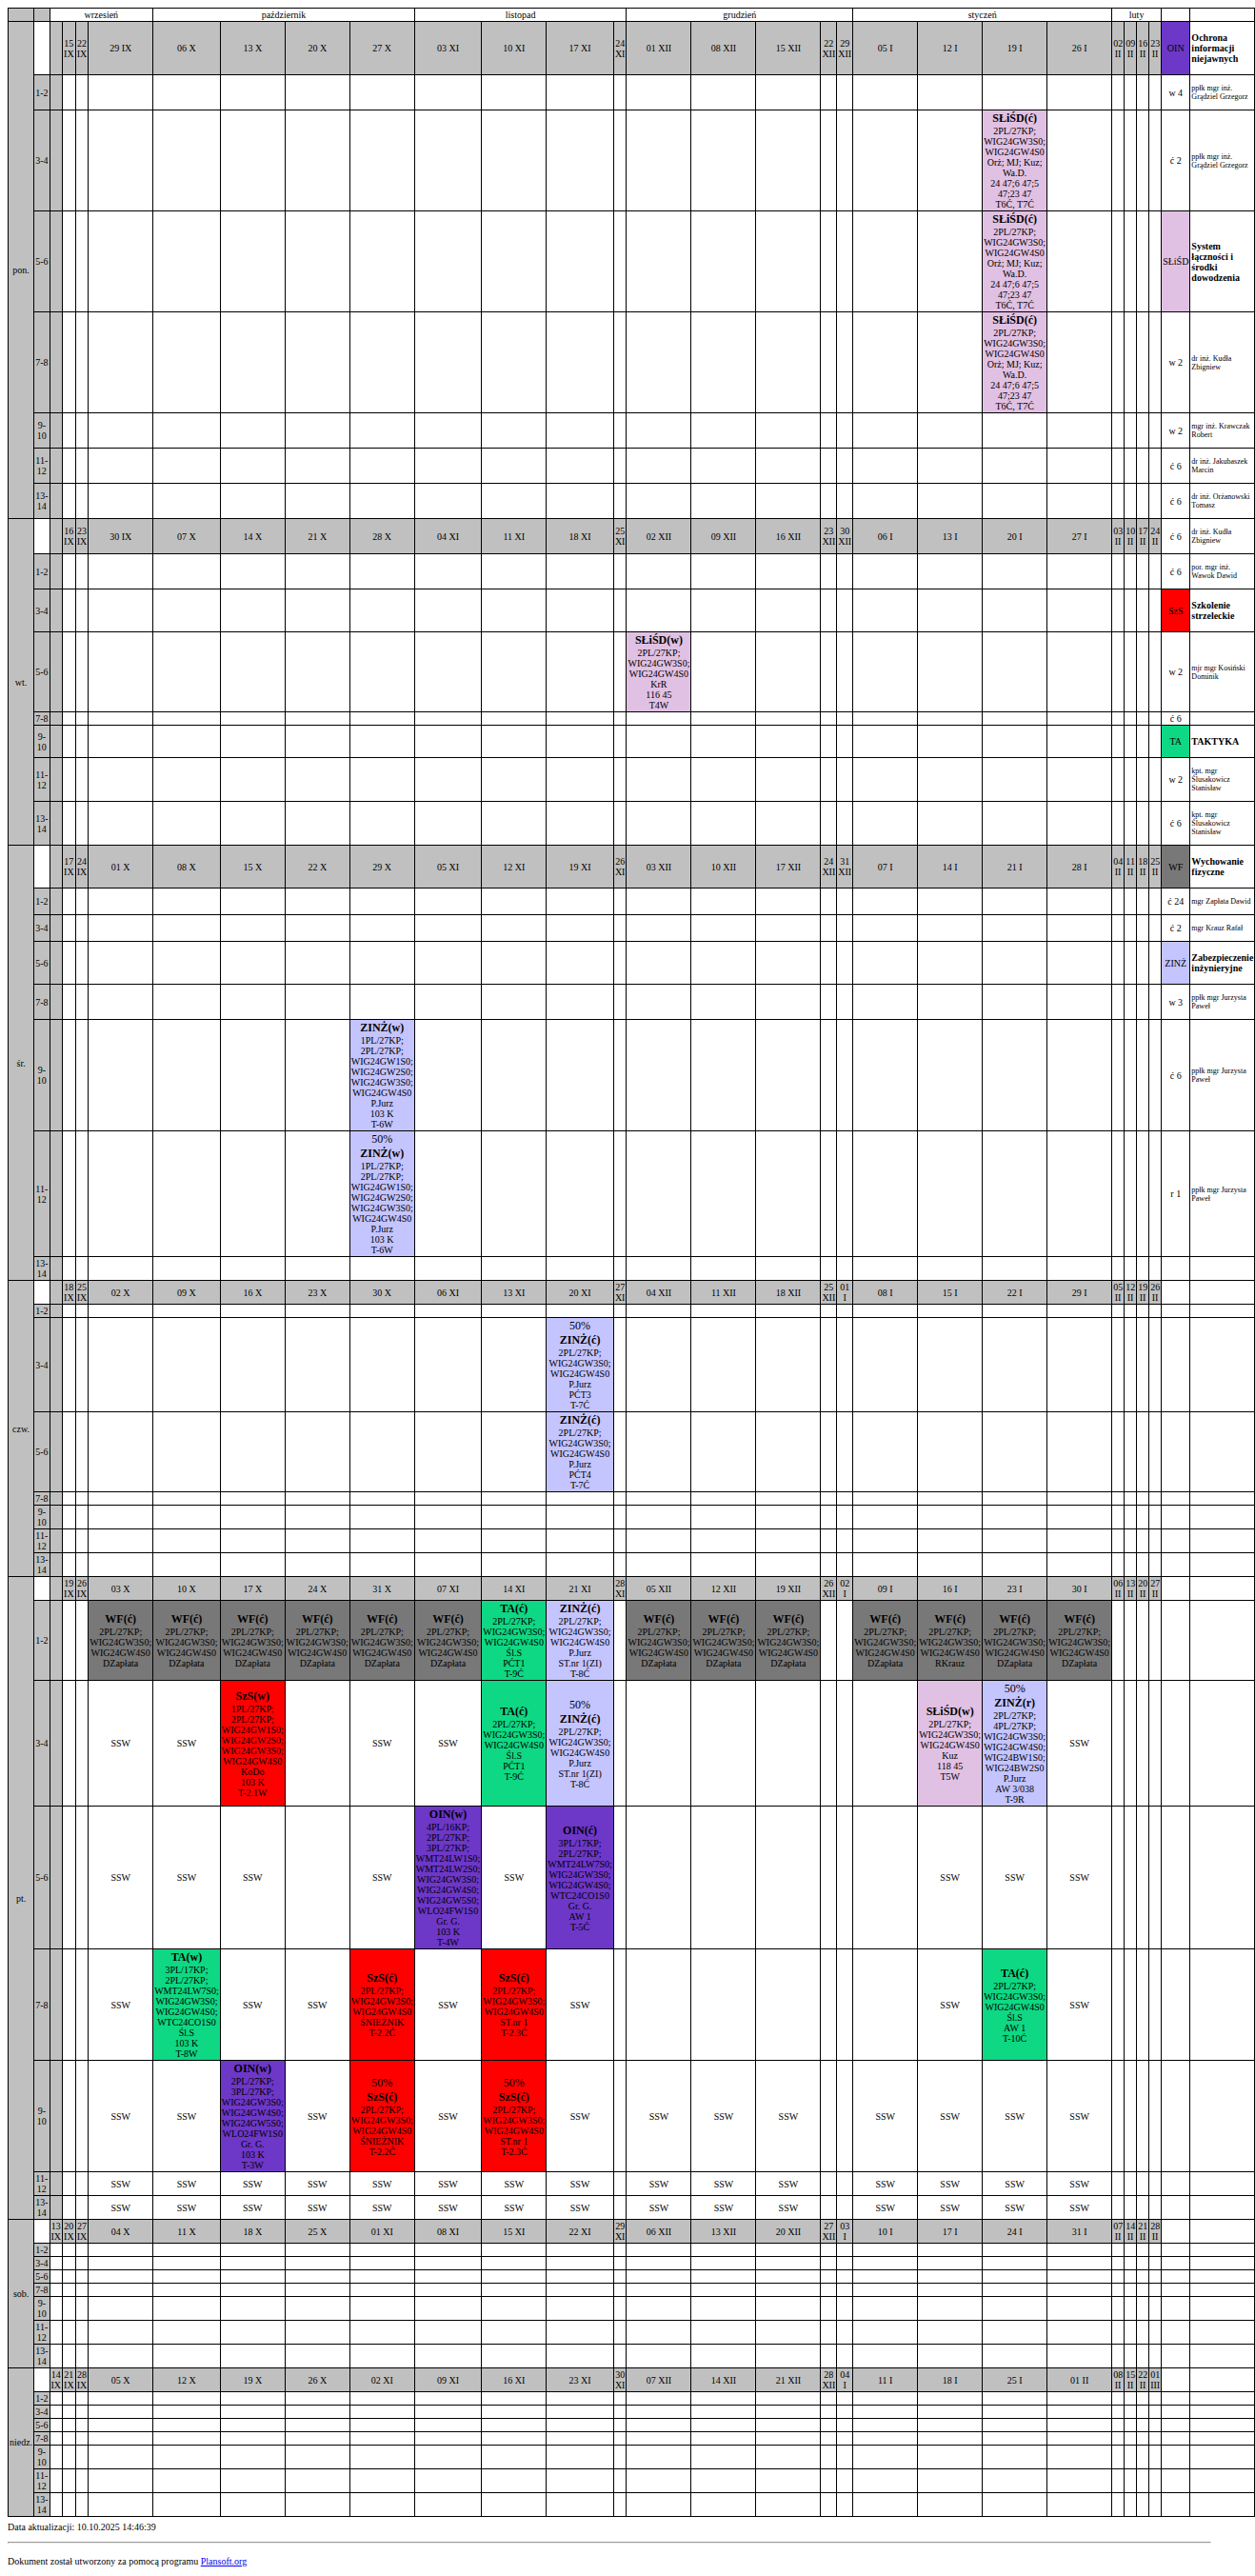 wrzesień październik listopad grudzień styczeń luty
pon.
15 IX 22 IX 29 IX 06 X 13 X 20 X 27 X 03 XI 10 XI 17 XI 24 XI 01 XII 08 XII 15 XII 22 XII 29 XII 05 I 12 I 19 I 26 I 02 II 09 II 16 II 23 II OIN Ochrona informacji niejawnych
1-2 w 4 ppłk mgr inż. Grądziel Grzegorz
3-4
SŁiŚD(ć)
2PL/27KP;
WIG24GW3S0;
WIG24GW4S0
Orż; MJ; Kuz;
Wa.D.
24 47;6 47;5
47;23 47
T6Ć, T7Ć
ć 2 ppłk mgr inż. Grądziel Grzegorz
5-6
SŁiŚD(ć)
2PL/27KP;
WIG24GW3S0;
WIG24GW4S0
Orż; MJ; Kuz;
Wa.D.
24 47;6 47;5
47;23 47
T6Ć, T7Ć
SŁiŚD System łączności i środki dowodzenia
7-8
SŁiŚD(ć)
2PL/27KP;
WIG24GW3S0;
WIG24GW4S0
Orż; MJ; Kuz;
Wa.D.
24 47;6 47;5
47;23 47
T6Ć, T7Ć
w 2 dr inż. Kudła Zbigniew
9-10 w 2 mgr inż. Krawczak Robert
11-12 ć 6 dr inż. Jakubaszek Marcin
13-14 ć 6 dr inż. Orżanowski Tomasz
wt.
16 IX 23 IX 30 IX 07 X 14 X 21 X 28 X 04 XI 11 XI 18 XI 25 XI 02 XII 09 XII 16 XII 23 XII 30 XII 06 I 13 I 20 I 27 I 03 II 10 II 17 II 24 II ć 6 dr inż. Kudła Zbigniew
1-2 ć 6 por. mgr inż. Wawok Dawid
3-4 SzS Szkolenie strzeleckie
5-6
SŁiŚD(w)
2PL/27KP;
WIG24GW3S0;
WIG24GW4S0
KrR
116 45
T4W
w 2 mjr mgr Kosiński Dominik
7-8 ć 6
9-10 TA TAKTYKA
11-12 w 2 kpt. mgr Ślusakowicz Stanisław
13-14 ć 6 kpt. mgr Ślusakowicz Stanisław
śr.
17 IX 24 IX 01 X 08 X 15 X 22 X 29 X 05 XI 12 XI 19 XI 26 XI 03 XII 10 XII 17 XII 24 XII 31 XII 07 I 14 I 21 I 28 I 04 II 11 II 18 II 25 II WF Wychowanie fizyczne
1-2 ć 24 mgr Zapłata Dawid
3-4 ć 2 mgr Krauz Rafał
5-6 ZINŻ Zabezpieczenie inżynieryjne
7-8 w 3 ppłk mgr Jurzysta Paweł
9-10
ZINŻ(w)
1PL/27KP;
2PL/27KP;
WIG24GW1S0;
WIG24GW2S0;
WIG24GW3S0;
WIG24GW4S0
P.Jurz
103 K
T-6W
ć 6 ppłk mgr Jurzysta Paweł
11-12
50%
ZINŻ(w)
1PL/27KP;
2PL/27KP;
WIG24GW1S0;
WIG24GW2S0;
WIG24GW3S0;
WIG24GW4S0
P.Jurz
103 K
T-6W
r 1 ppłk mgr Jurzysta Paweł
13-14
czw.
18 IX 25 IX 02 X 09 X 16 X 23 X 30 X 06 XI 13 XI 20 XI 27 XI 04 XII 11 XII 18 XII 25 XII 01 I 08 I 15 I 22 I 29 I 05 II 12 II 19 II 26 II
1-2
3-4
50%
ZINŻ(ć)
2PL/27KP;
WIG24GW3S0;
WIG24GW4S0
P.Jurz
PĆT3
T-7Ć
5-6
ZINŻ(ć)
2PL/27KP;
WIG24GW3S0;
WIG24GW4S0
P.Jurz
PĆT4
T-7Ć
7-8
9-10
11-12
13-14
pt.
19 IX 26 IX 03 X 10 X 17 X 24 X 31 X 07 XI 14 XI 21 XI 28 XI 05 XII 12 XII 19 XII 26 XII 02 I 09 I 16 I 23 I 30 I 06 II 13 II 20 II 27 II
1-2
WF(ć) WF(ć) WF(ć) WF(ć) WF(ć) WF(ć) TA(ć) ZINŻ(ć) WF(ć) WF(ć) WF(ć) WF(ć) WF(ć) WF(ć) WF(ć)
2PL/27KP; 2PL/27KP; 2PL/27KP; 2PL/27KP; 2PL/27KP; 2PL/27KP; 2PL/27KP; 2PL/27KP; 2PL/27KP; 2PL/27KP; 2PL/27KP; 2PL/27KP; 2PL/27KP; 2PL/27KP; 2PL/27KP;
WIG24GW3S0; WIG24GW3S0; WIG24GW3S0; WIG24GW3S0; WIG24GW3S0; WIG24GW3S0; WIG24GW3S0; WIG24GW3S0; WIG24GW3S0; WIG24GW3S0; WIG24GW3S0; WIG24GW3S0; WIG24GW3S0; WIG24GW3S0; WIG24GW3S0;
WIG24GW4S0 WIG24GW4S0 WIG24GW4S0 WIG24GW4S0 WIG24GW4S0 WIG24GW4S0 WIG24GW4S0 WIG24GW4S0 WIG24GW4S0 WIG24GW4S0 WIG24GW4S0 WIG24GW4S0 WIG24GW4S0 WIG24GW4S0 WIG24GW4S0
DZapłata DZapłata DZapłata DZapłata DZapłata DZapłata Śl.S P.Jurz DZapłata DZapłata DZapłata DZapłata RKrauz DZapłata DZapłata
PĆT1 ST.nr 1(ZI)
T-9Ć T-8Ć
3-4
SSW SSW
SzS(w)
1PL/27KP;
2PL/27KP;
WIG24GW1S0;
WIG24GW2S0;
WIG24GW3S0;
WIG24GW4S0
KoDo
103 K
T-2.1W
SSW SSW
TA(ć)
2PL/27KP;
WIG24GW3S0;
WIG24GW4S0
Śl.S
PĆT1
T-9Ć
50%
ZINŻ(ć)
2PL/27KP;
WIG24GW3S0;
WIG24GW4S0
P.Jurz
ST.nr 1(ZI)
T-8Ć
SŁiŚD(w)
2PL/27KP;
WIG24GW3S0;
WIG24GW4S0
Kuz
118 45
T5W
50%
ZINŻ(r)
2PL/27KP;
4PL/27KP;
WIG24GW3S0;
WIG24GW4S0;
WIG24BW1S0;
WIG24BW2S0
P.Jurz
AW 3/038
T-9R
SSW
5-6
SSW SSW SSW SSW
OIN(w)
4PL/16KP;
2PL/27KP;
3PL/27KP;
WMT24LW1S0;
WMT24LW2S0;
WIG24GW3S0;
WIG24GW4S0;
WIG24GW5S0;
WLO24FW1S0
Gr. G.
103 K
T-4W
SSW
OIN(ć)
3PL/17KP;
2PL/27KP;
WMT24LW7S0;
WIG24GW3S0;
WIG24GW4S0;
WTC24CO1S0
Gr. G.
AW 1
T-5Ć
SSW SSW SSW
7-8
SSW
TA(w)
3PL/17KP;
2PL/27KP;
WMT24LW7S0;
WIG24GW3S0;
WIG24GW4S0;
WTC24CO1S0
Śl.S
103 K
T-8W
SSW SSW
SzS(ć)
2PL/27KP;
WIG24GW3S0;
WIG24GW4S0
ŚNIEŻNIK
T-2.2Ć
SSW
SzS(ć)
2PL/27KP;
WIG24GW3S0;
WIG24GW4S0
ST.nr 1
T-2.3Ć
SSW SSW
TA(ć)
2PL/27KP;
WIG24GW3S0;
WIG24GW4S0
Śl.S
AW 1
T-10Ć
SSW
9-10
SSW SSW
OIN(w)
2PL/27KP;
3PL/27KP;
WIG24GW3S0;
WIG24GW4S0;
WIG24GW5S0;
WLO24FW1S0
Gr. G.
103 K
T-3W
SSW
50%
SzS(ć)
2PL/27KP;
WIG24GW3S0;
WIG24GW4S0
ŚNIEŻNIK
T-2.2Ć
SSW
50%
SzS(ć)
2PL/27KP;
WIG24GW3S0;
WIG24GW4S0
ST.nr 1
T-2.3Ć
SSW SSW SSW SSW SSW SSW SSW SSW
11-12 SSW SSW SSW SSW SSW SSW SSW SSW SSW SSW SSW SSW SSW SSW SSW
13-14 SSW SSW SSW SSW SSW SSW SSW SSW SSW SSW SSW SSW SSW SSW SSW
sob.
13 IX 20 IX 27 IX 04 X 11 X 18 X 25 X 01 XI 08 XI 15 XI 22 XI 29 XI 06 XII 13 XII 20 XII 27 XII 03 I 10 I 17 I 24 I 31 I 07 II 14 II 21 II 28 II
1-2
3-4
5-6
7-8
9-10
11-12
13-14
niedz.
14 IX 21 IX 28 IX 05 X 12 X 19 X 26 X 02 XI 09 XI 16 XI 23 XI 30 XI 07 XII 14 XII 21 XII 28 XII 04 I 11 I 18 I 25 I 01 II 08 II 15 II 22 II 01 III
1-2
3-4
5-6
7-8
9-10
11-12
13-14
Data aktualizacji: 10.10.2025 14:46:39
Dokument został utworzony za pomocą programu Plansoft.org